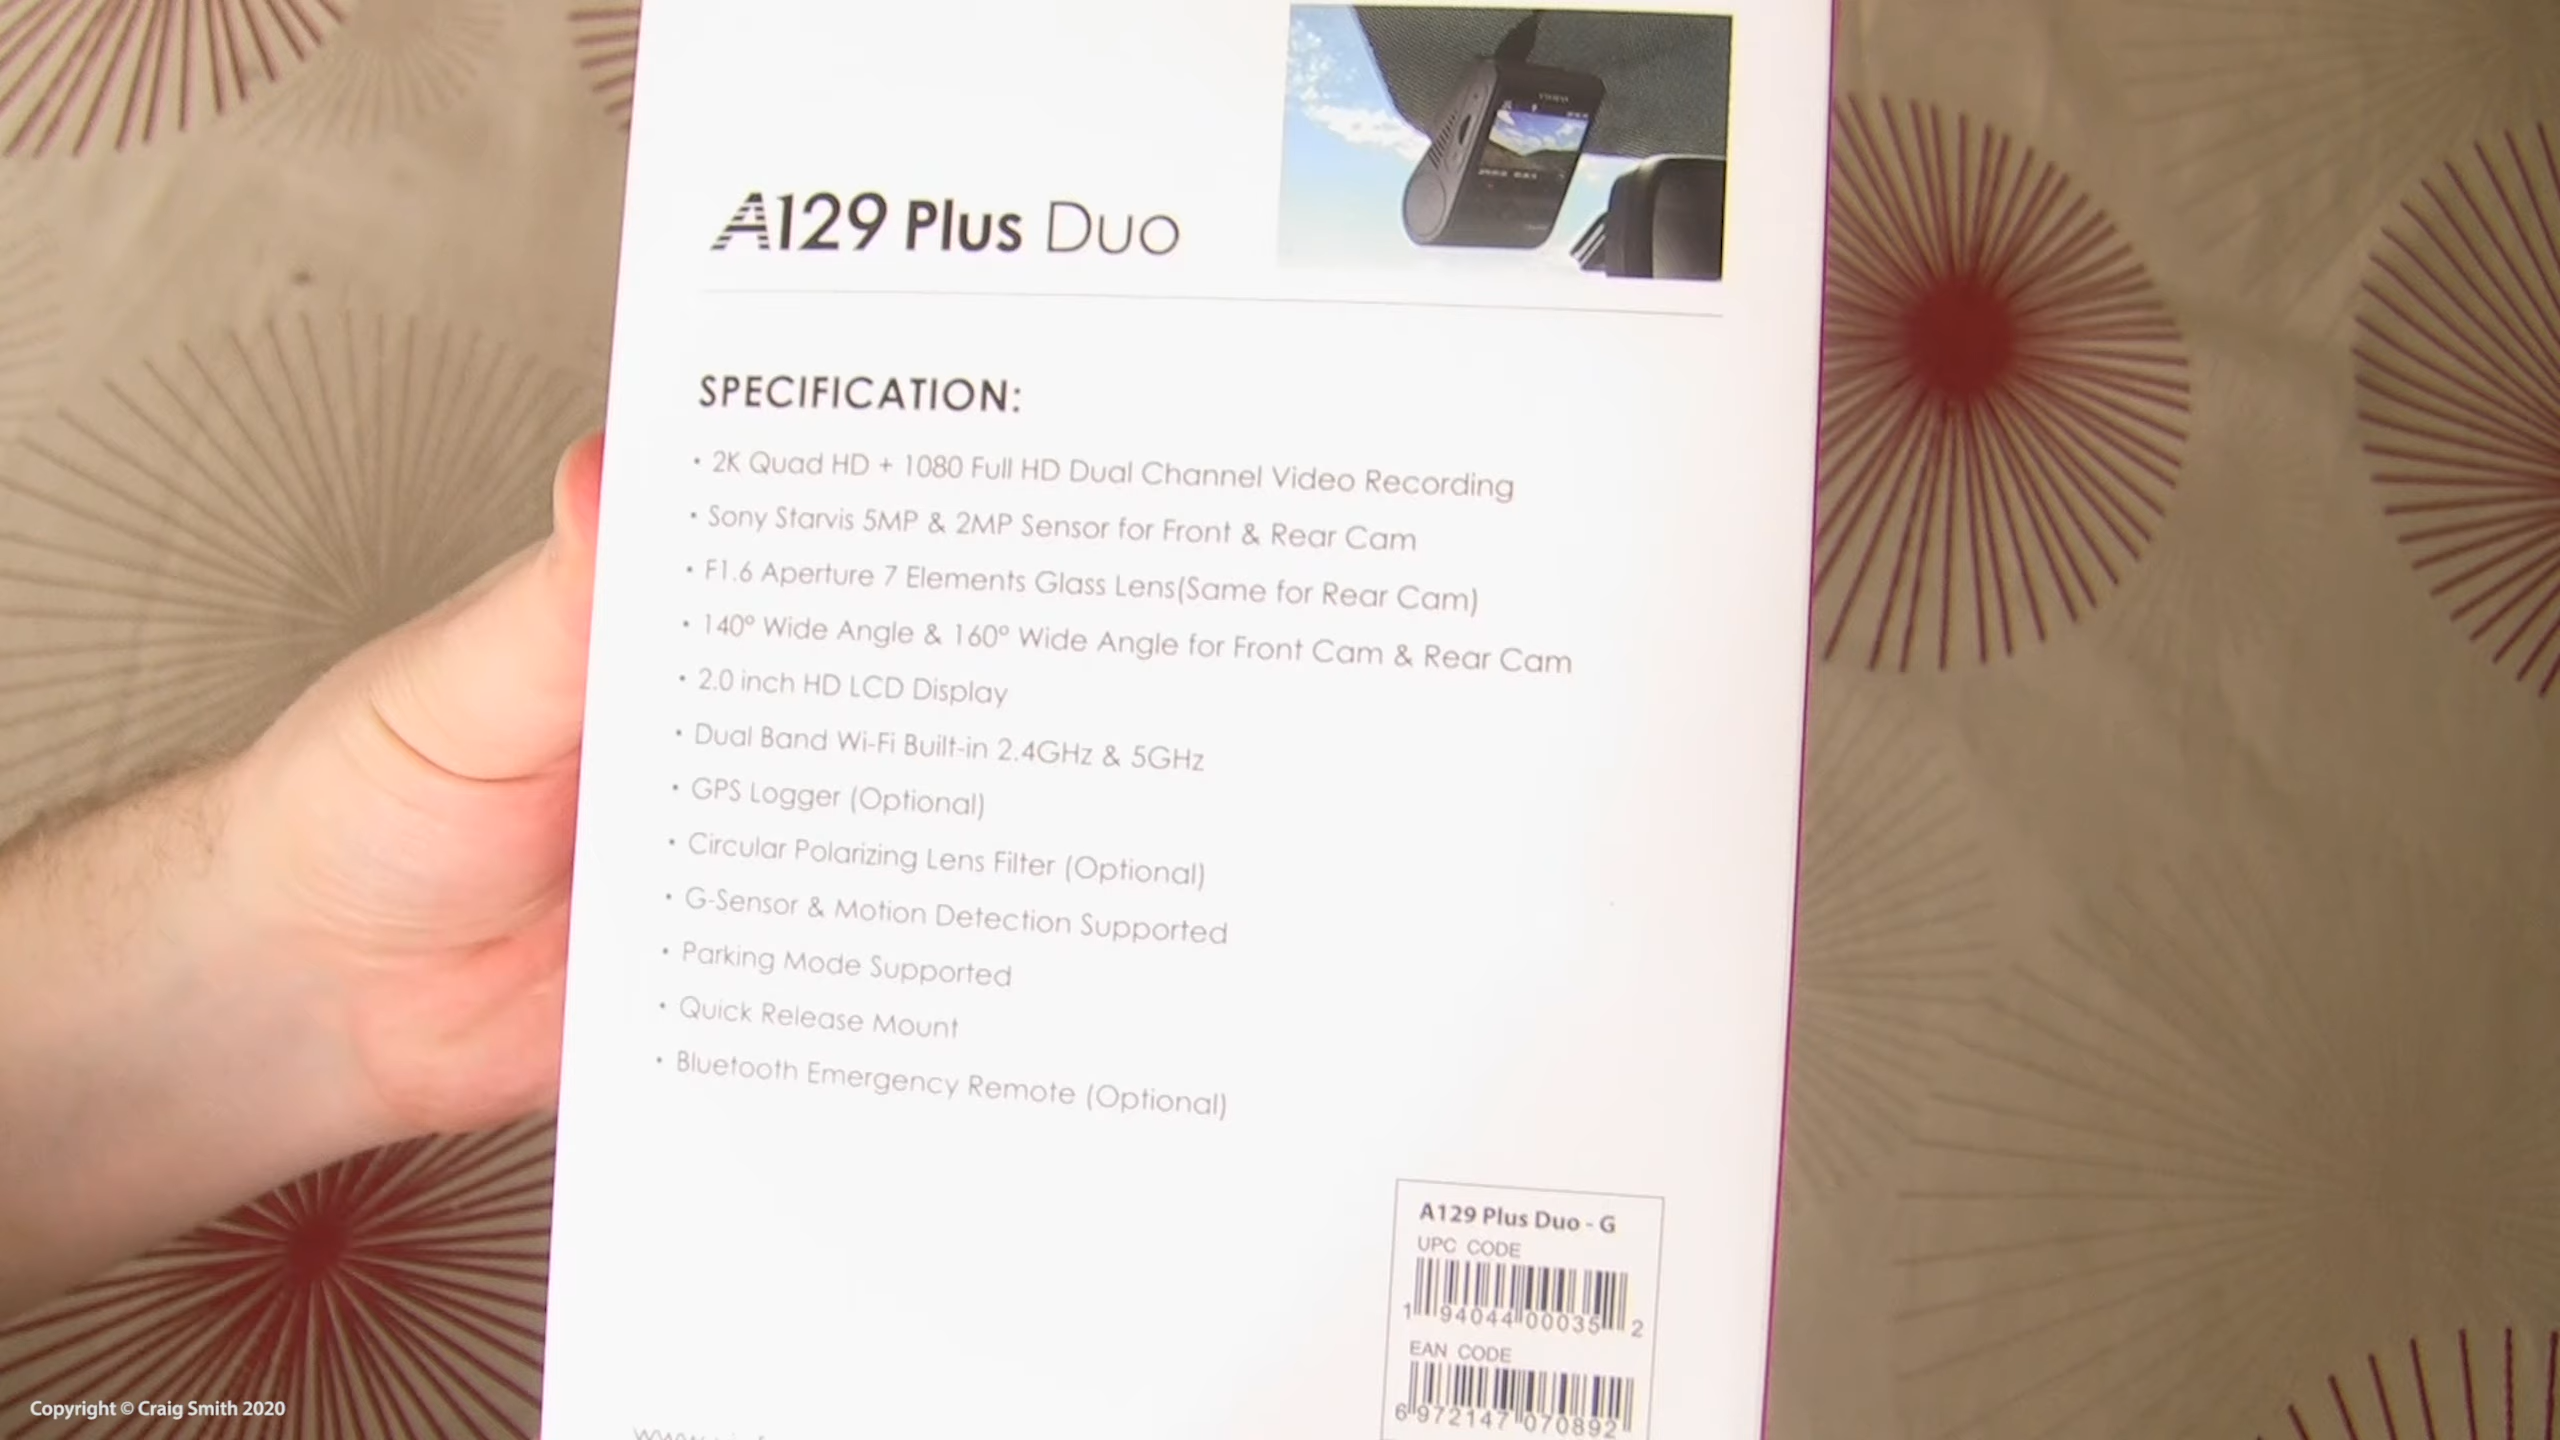 A129 Plus Duo
SPECIFICATION:
• 2K Quad HD + 1080 Full HD Dual Channel Video Recording
• Sony Starvis 5MP & 2MP Sensor for Front & Rear Cam
• F1.6 Aperture 7 Elements Glass Lens(Same for Rear Cam)
• 140° Wide Angle & 160° Wide Angle for Front Cam & Rear Cam
• 2.0 inch HD LCD Display
• Dual Band Wi-Fi Built-in 2.4GHz & 5GHz
• GPS Logger (Optional)
• Circular Polarizing Lens Filter (Optional)
• G-Sensor & Motion Detection Supported
• Parking Mode Supported
• Quick Release Mount
• Bluetooth Emergency Remote (Optional)
A129 Plus Duo - G
UPC CODE
1 94044 00035 2
EAN CODE
6 972147 070892
Copyright © Craig Smith 2020